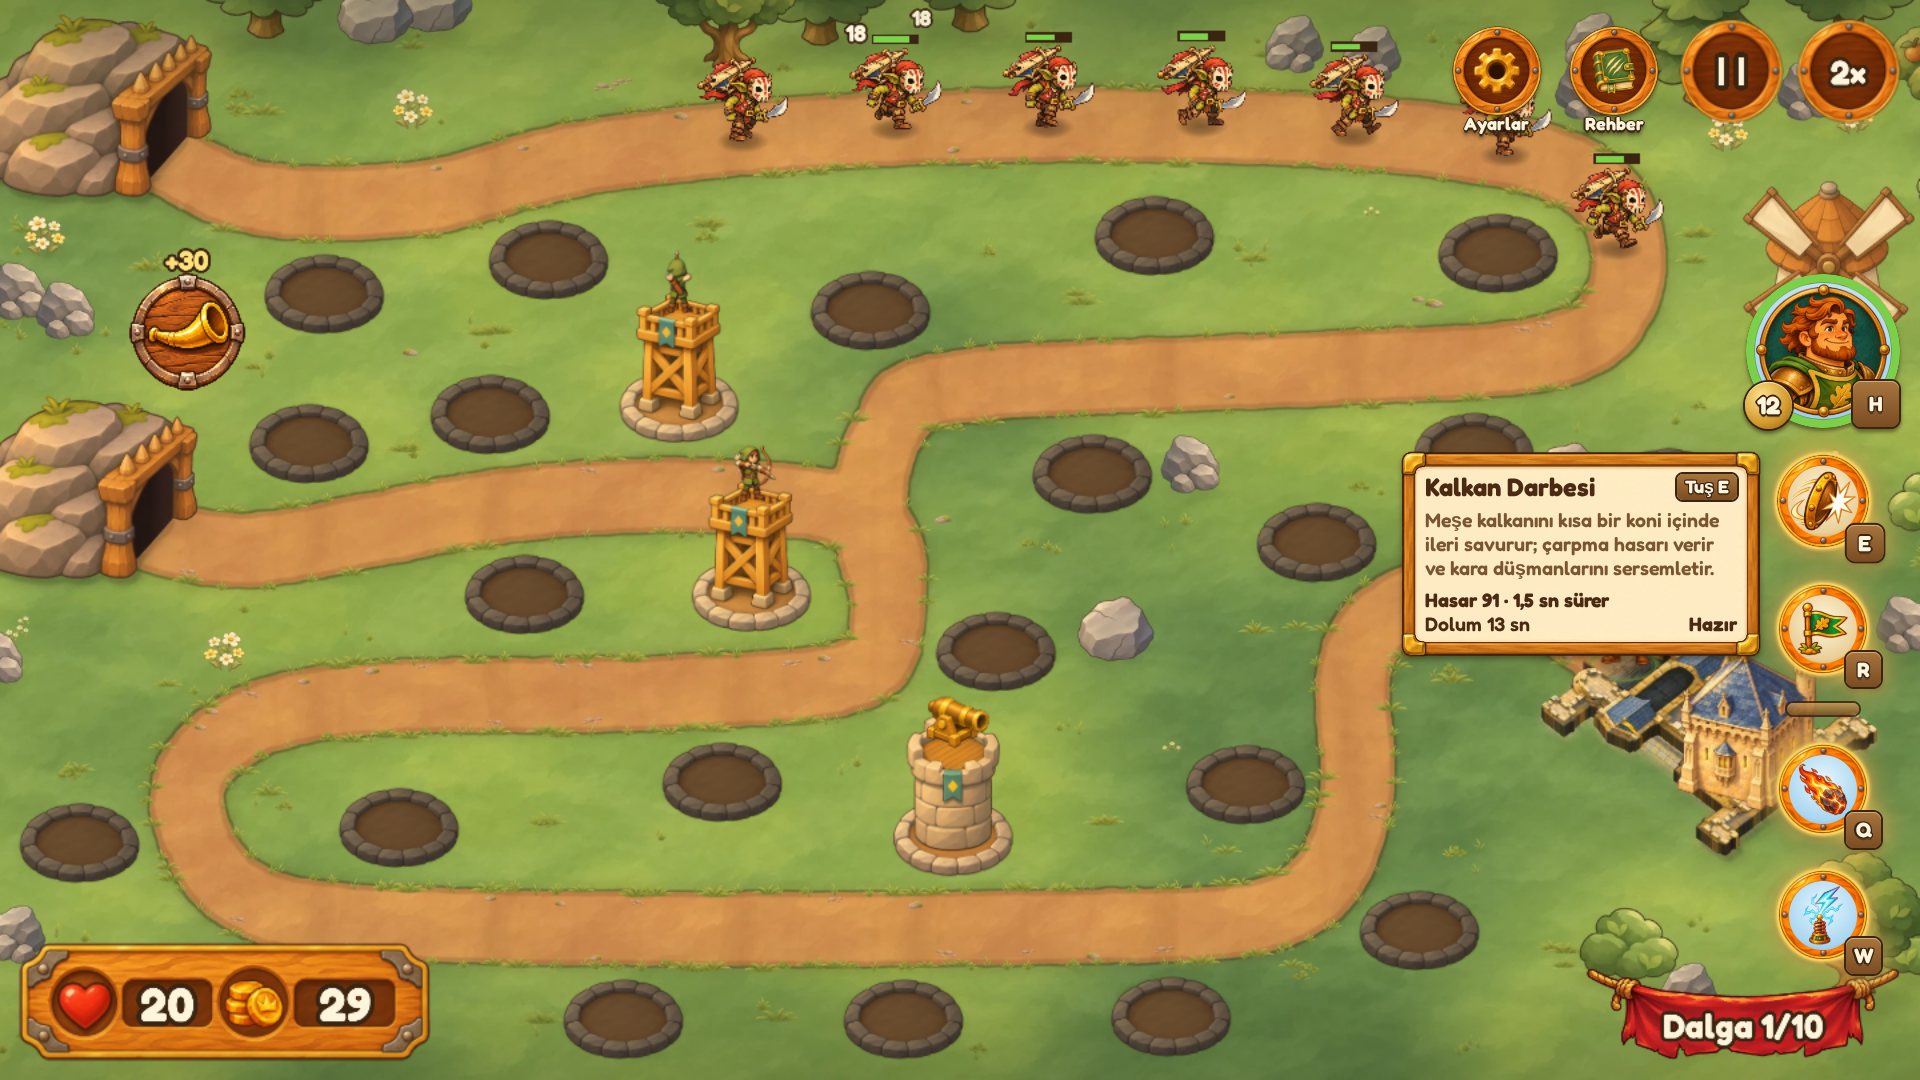 18
18
Ayarlar
Rehber
2x
+30
12
H
Kalkan Darbesi
Tuş E
Meşe kalkanını kısa bir koni içinde
ileri savurur; çarpma hasarı verir
ve kara düşmanlarını sersemletir.
Hasar 91 · 1,5 sn sürer
Dolum 13 sn
Hazır
E
R
Q
W
20
29
Dalga 1/10